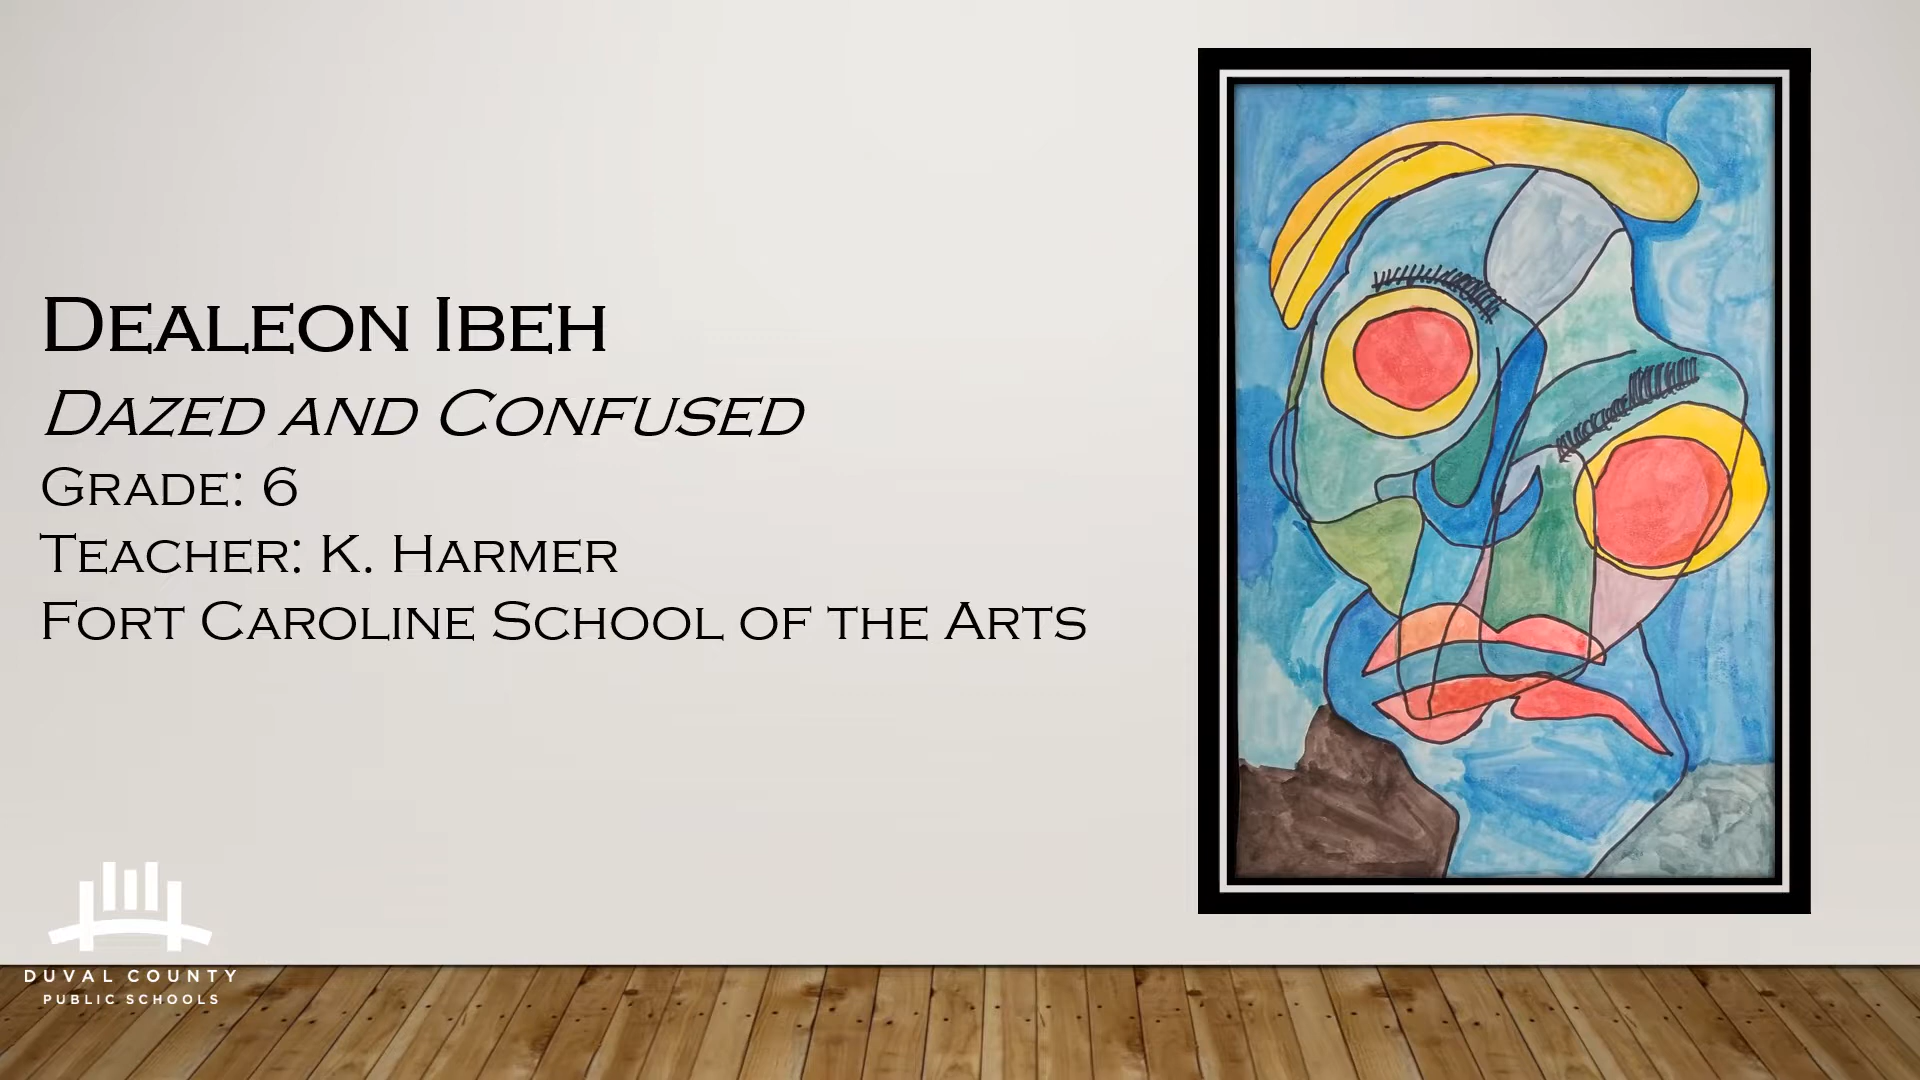 Dealeon Ibeh
Dazed and Confused
Grade: 6
Teacher: K. Harmer
Fort Caroline School of the Arts
DUVAL COUNTY
PUBLIC SCHOOLS